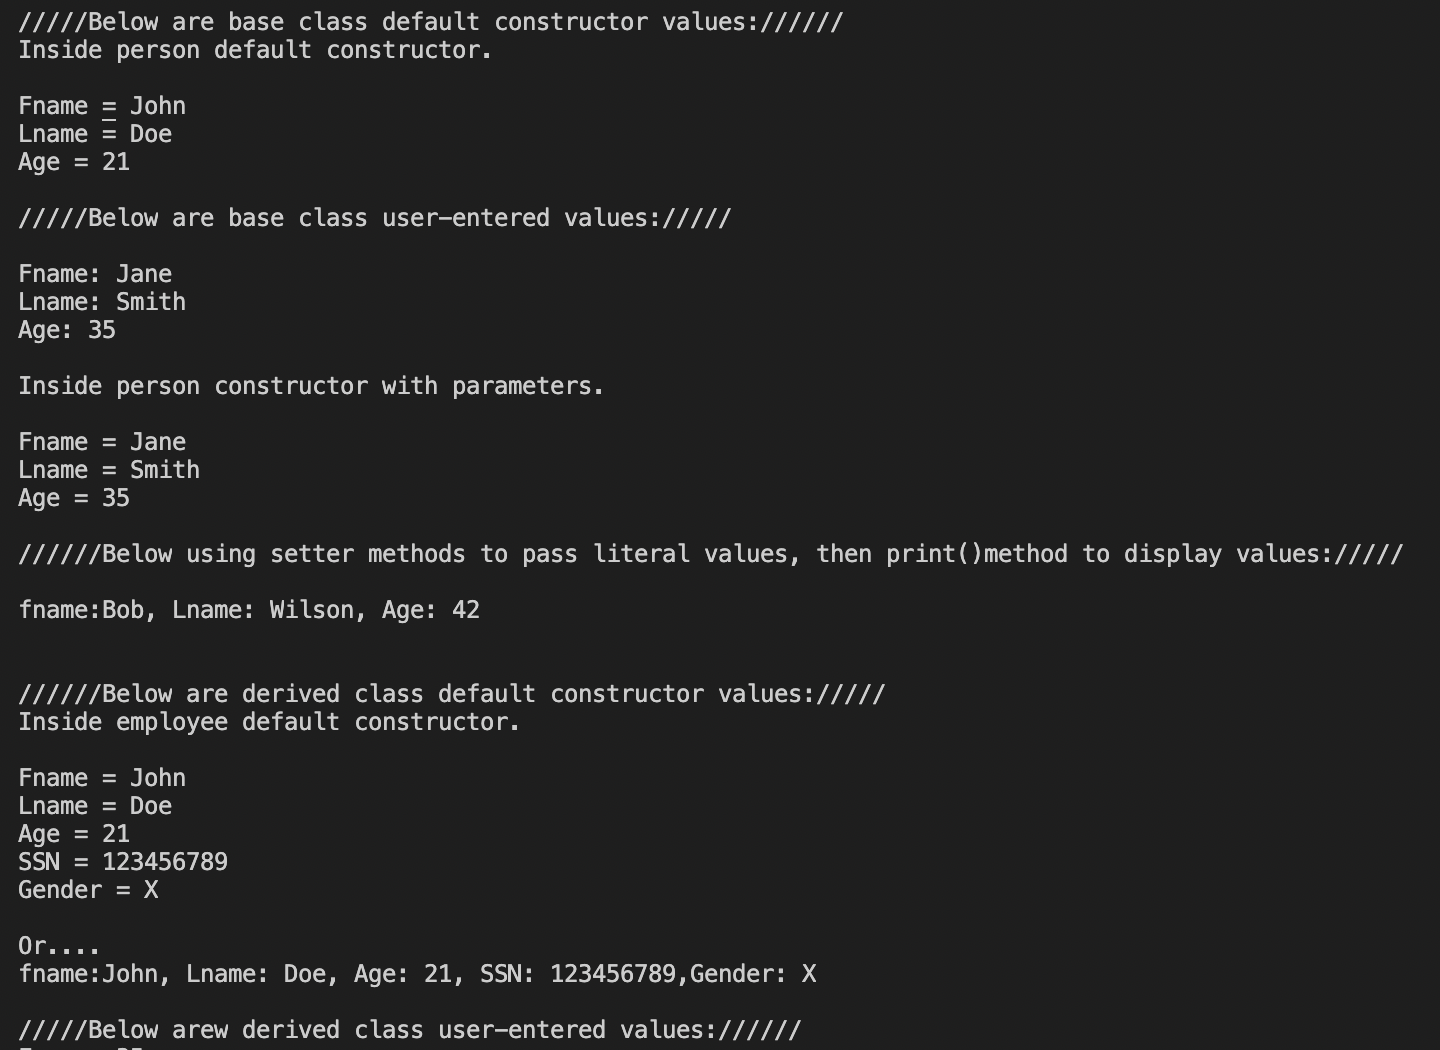 /////Below are base class default constructor values://////
Inside person default constructor.
Fname = John
Lname = Doe
Age = 21
/////Below are base class user-entered values://///
Fname: Jane
Lname: Smith
Age: 35
Inside person constructor with parameters.
Fname = Jane
Lname = Smith
Age = 35
//////Below using setter methods to pass literal values, then print()method to display values://///
fname:Bob, Lname: Wilson, Age: 42
//////Below are derived class default constructor values://///
Inside employee default constructor.
Fname = John
Lname = Doe
Age = 21
SSN = 123456789
Gender = X
Or....
fname:John, Lname: Doe, Age: 21, SSN: 123456789,Gender: X
/////Below arew derived class user-entered values://////